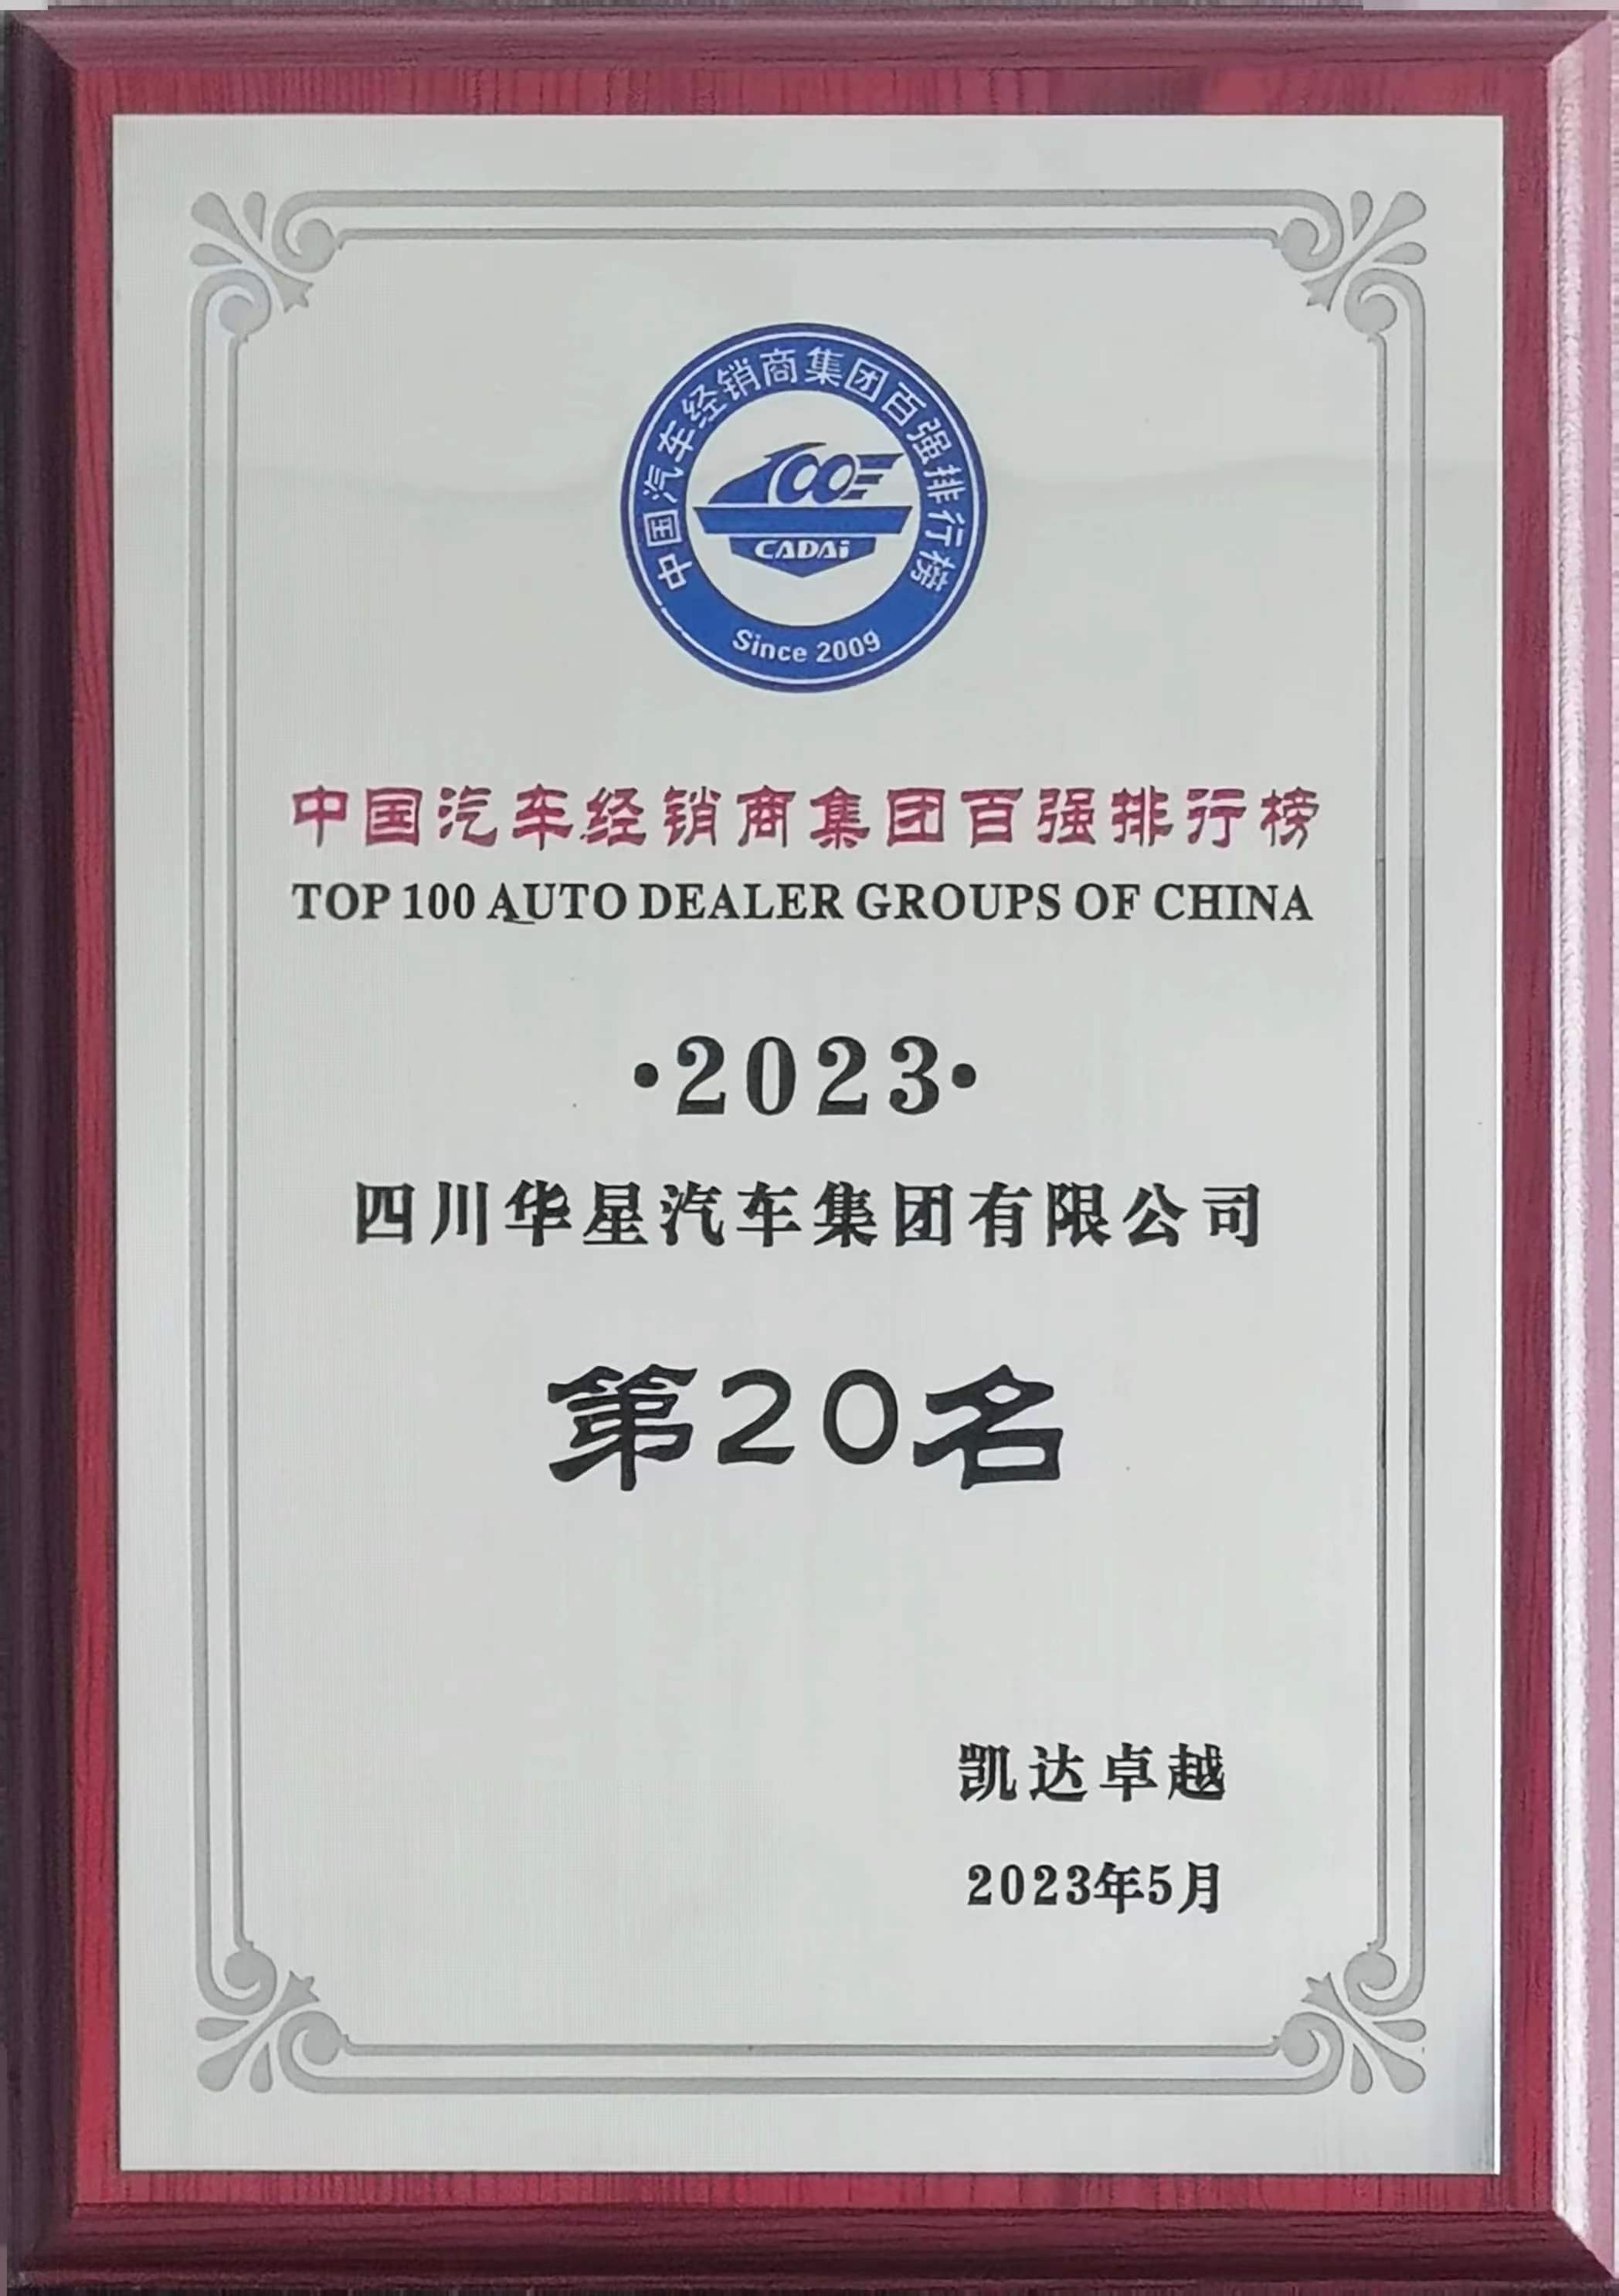 中国汽车经销商集团百强排行榜
100
CADAi
Since 2009
中国汽车经销商集团百强排行榜
TOP 100 AUTO DEALER GROUPS OF CHINA
·2023·
四川华星汽车集团有限公司
第20名
凯达卓越
2023年5月